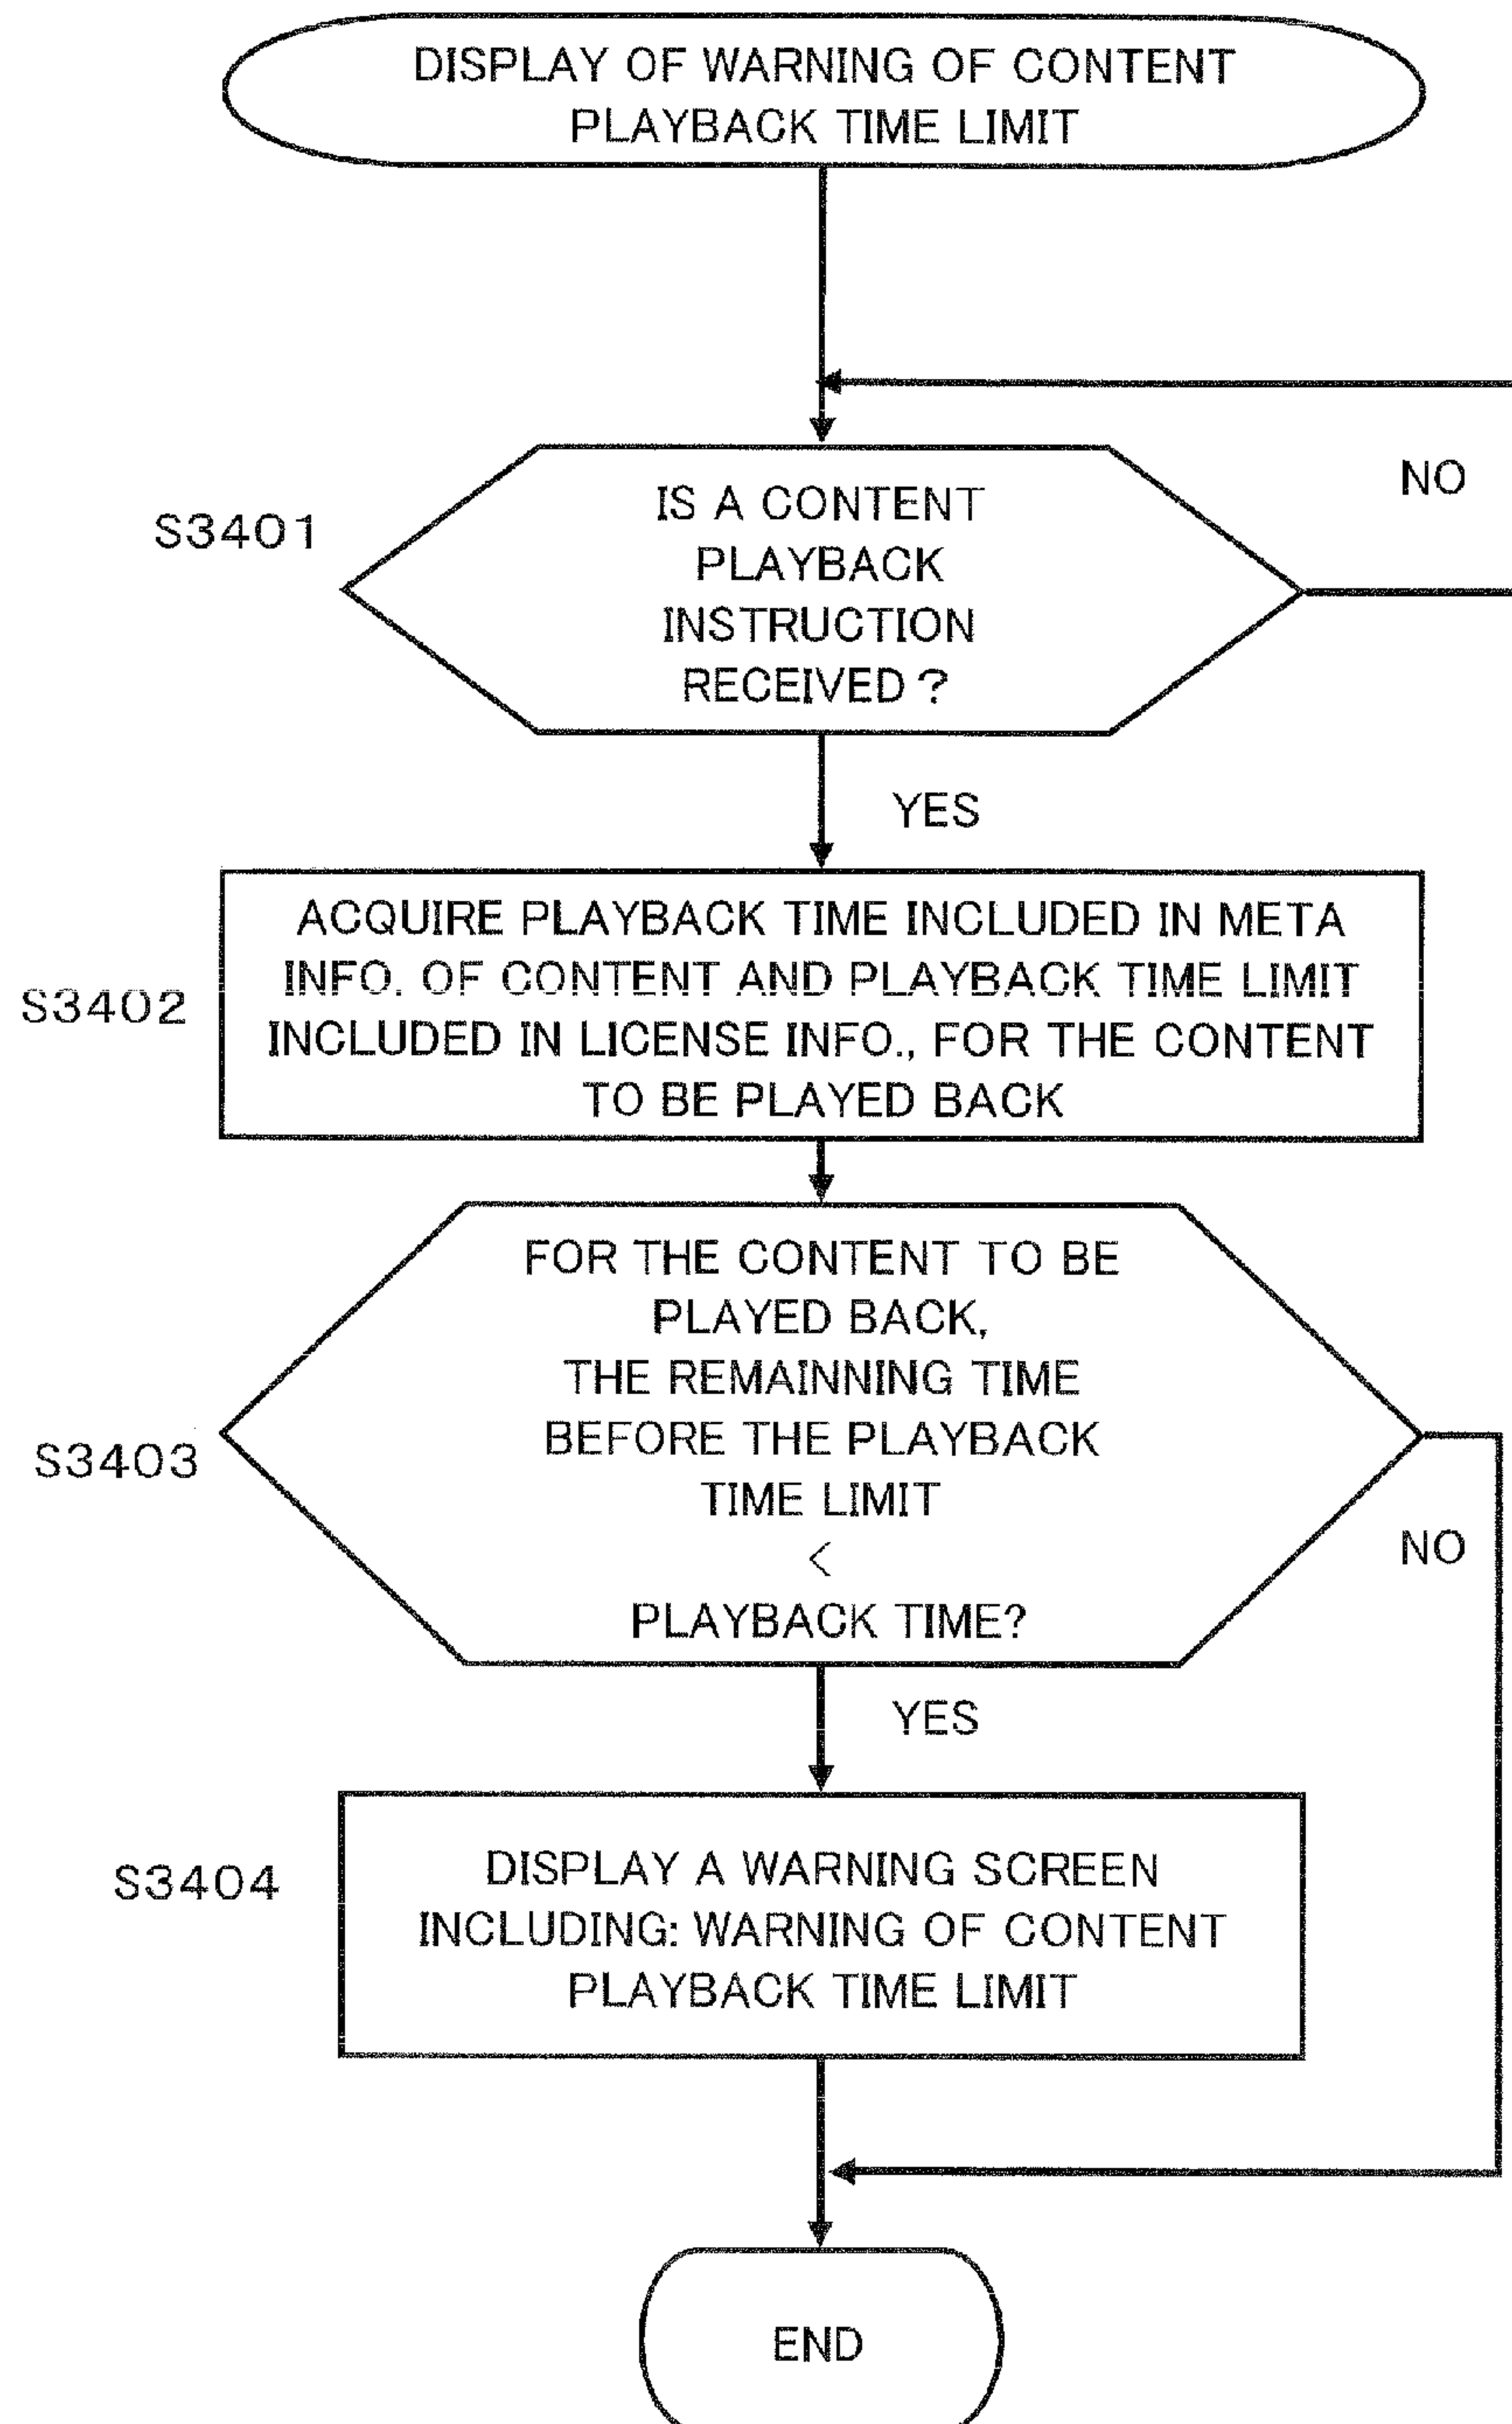 DISPLAY OF WARNING OF CONTENT
PLAYBACK TIME LIMIT
NO
S3401
IS A CONTENT
PLAYBACK
INSTRUCTION
RECEIVED?
YES
S3402
ACQUIRE PLAYBACK TIME INCLUDED IN META
INFO. OF CONTENT AND PLAYBACK TIME LIMIT
INCLUDED IN LICENSE INFO., FOR THE CONTENT
TO BE PLAYED BACK
S3403
FOR THE CONTENT TO BE
PLAYED BACK,
THE REMAINNING TIME
BEFORE THE PLAYBACK
TIME LIMIT
<
PLAYBACK TIME?
NO
YES
S3404
DISPLAY A WARNING SCREEN
INCLUDING: WARNING OF CONTENT
PLAYBACK TIME LIMIT
END